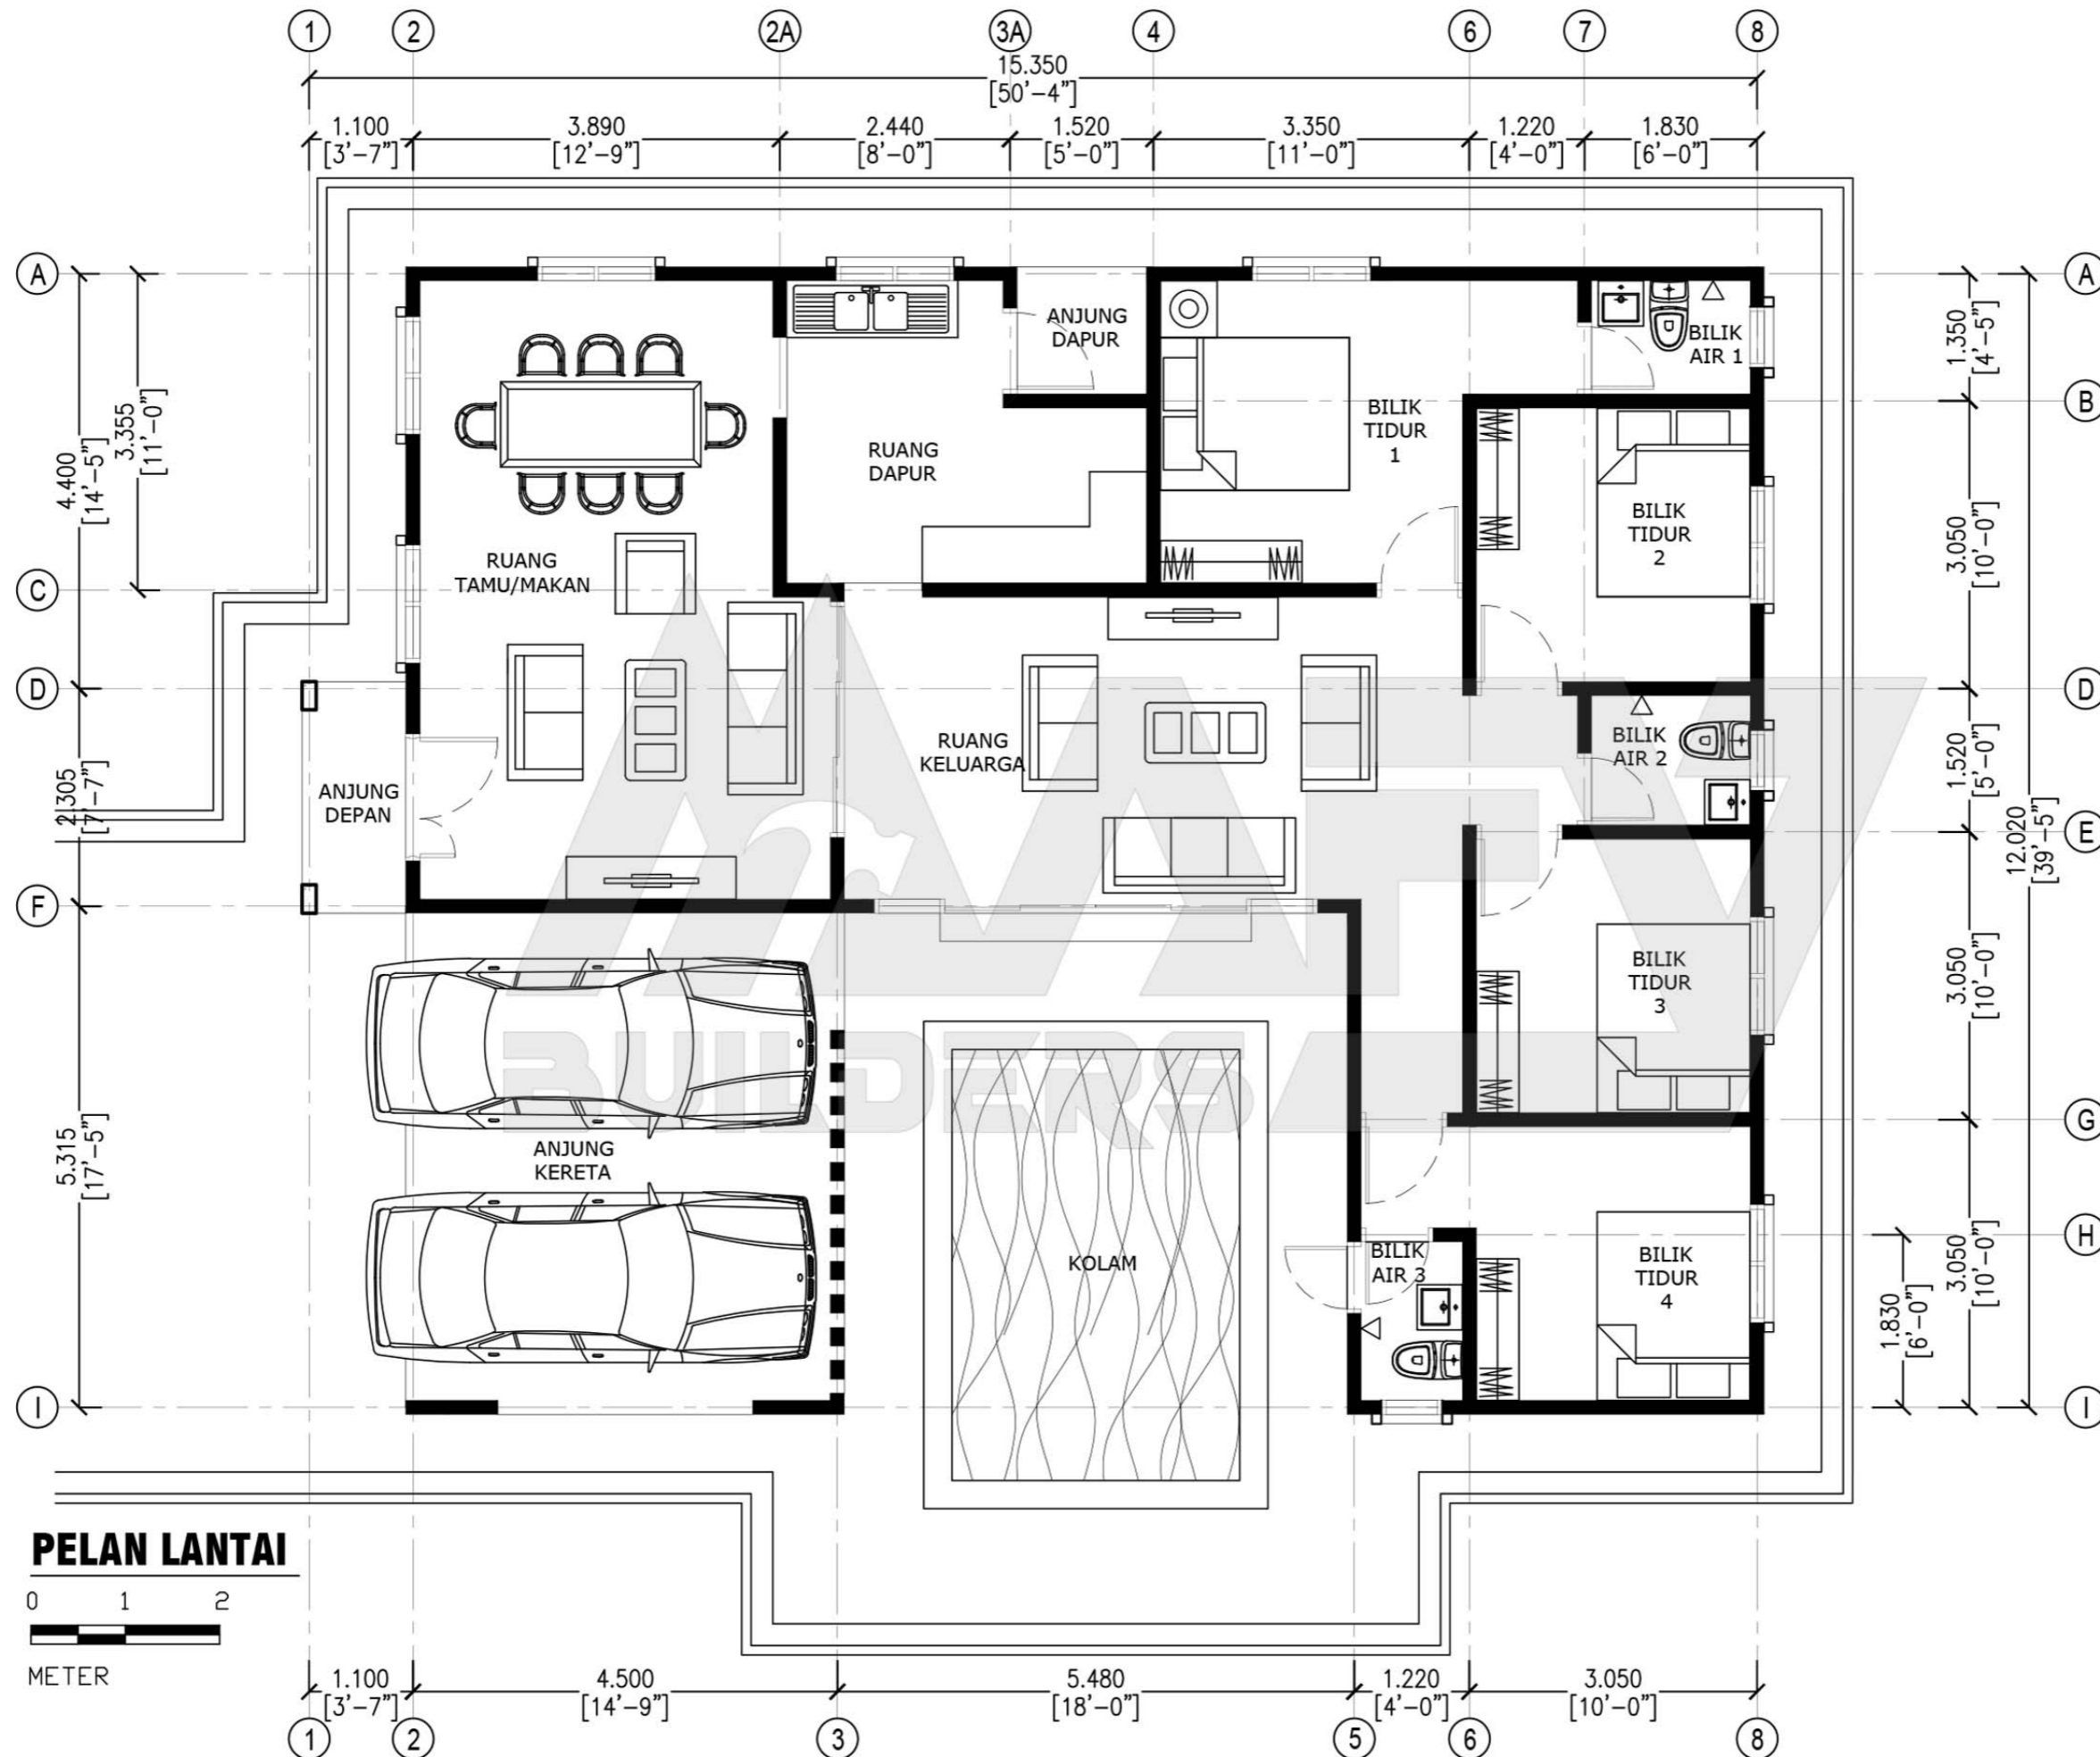 1 2 2A 3A 4 6 7 8
15.350
[50'-4"]
1.100 3.890 2.440 1.520 3.350 1.220 1.830
[3'-7"] [12'-9"] [8'-0"] [5'-0"] [11'-0"] [4'-0"] [6'-0"]
A
C
D
F
I
4.400
[14'-5"]
3.355
[11'-0"]
2.305
[7'-7"]
5.315
[17'-5"]
ANJUNG
DAPUR
BILIK
AIR 1
RUANG
DAPUR
BILIK
TIDUR
1
BILIK
TIDUR
2
RUANG
TAMU/MAKAN
RUANG
KELUARGA
BILIK
AIR 2
ANJUNG
DEPAN
BILIK
TIDUR
3
MR AFY
BUILDERS
ANJUNG
KERETA
KOLAM
BILIK
AIR 3
BILIK
TIDUR
4
A
B
D
E
G
H
I
1.350
[4'-5"]
3.050
[10'-0"]
1.520
[5'-0"]
12.020
[39'-5"]
3.050
[10'-0"]
3.050
[10'-0"]
1.830
[6'-0"]
PELAN LANTAI
0 1 2
METER
1.100 4.500 5.480 1.220 3.050
[3'-7"] [14'-9"] [18'-0"] [4'-0"] [10'-0"]
1 2 3 5 6 8